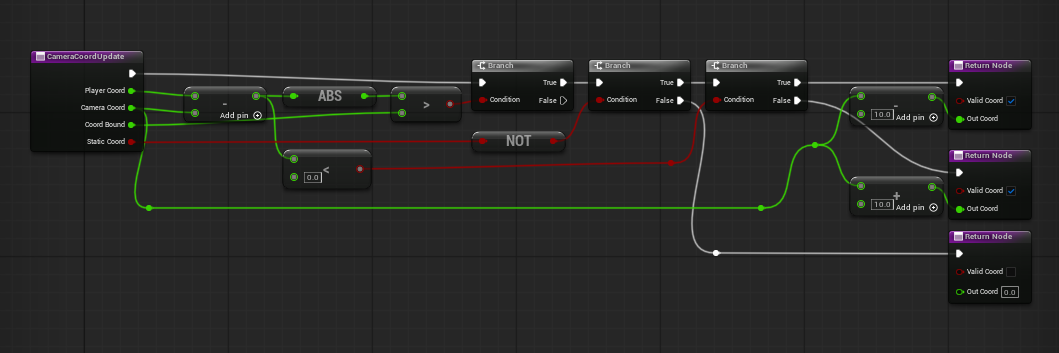 CameraCoordUpdate
Player Coord
Camera Coord
Coord Bound
Static Coord
-
Add pin
ABS
>
<
0.0
Branch
True
Condition
False
NOT
Branch
True
Condition
False
Branch
True
Condition
False
-
10.0
Add pin
+
10.0
Add pin
Return Node
Valid Coord
Out Coord
Return Node
Valid Coord
Out Coord
Return Node
Valid Coord
Out Coord 0.0